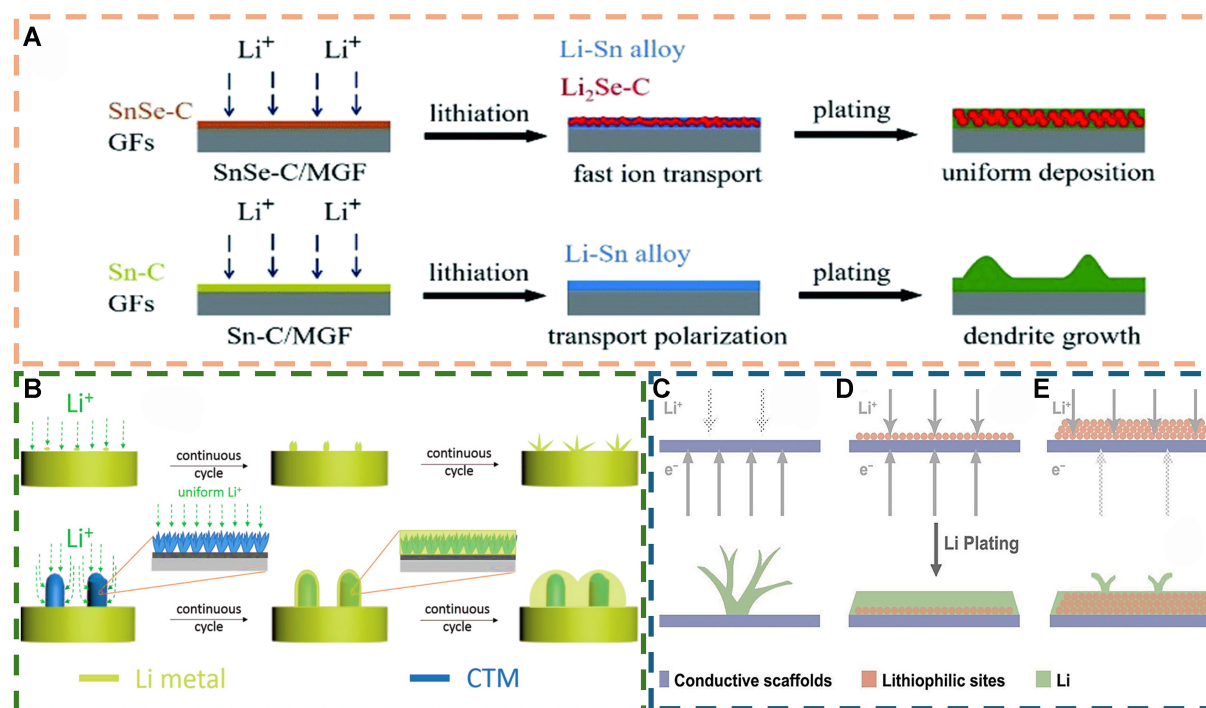 A
Li+ Li+
Li-Sn alloy
SnSe-C lithiation Li2Se-C plating
GFs
SnSe-C/MGF fast ion transport uniform deposition
Li+ Li+
Sn-C lithiation Li-Sn alloy plating
GFs
Sn-C/MGF transport polarization dendrite growth
B
Li+
continuous cycle continuous cycle
uniform Li+
Li+
continuous cycle continuous cycle
Li metal CTM
C D E
Li+ Li+ Li+
e− e− e−
Li Plating
Conductive scaffolds Lithiophilic sites Li